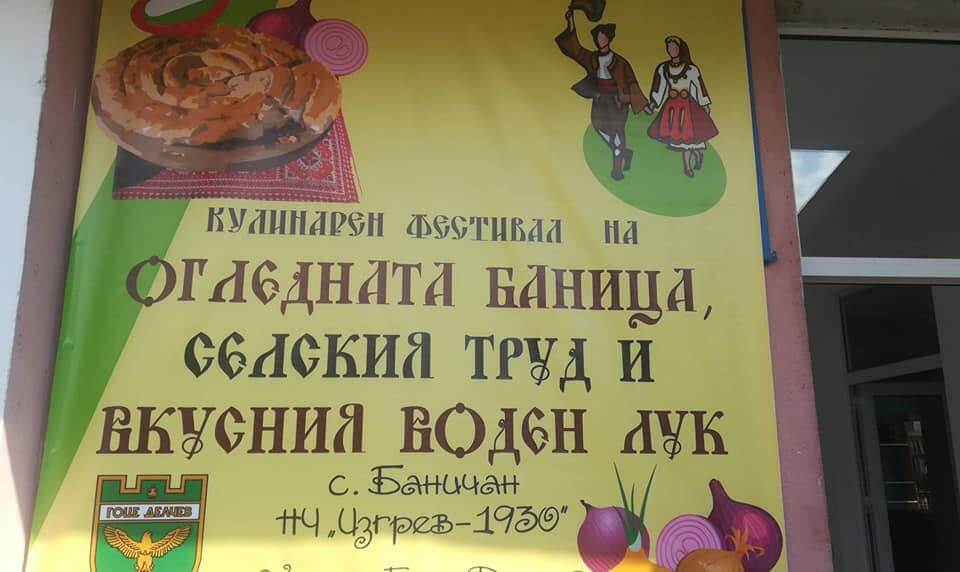 КУЛИНАРЕН ФЕСТИВАЛ НА
ОГЛЕДНАТА БАНИЦА,
СЕЛСКИЯ ТРУД И
ВКУСНИЯ ВОДЕН ЛУК
с. Баничан
НЧ „Изгрев-1930"
ГОЦЕ ДЕЛЧЕВ